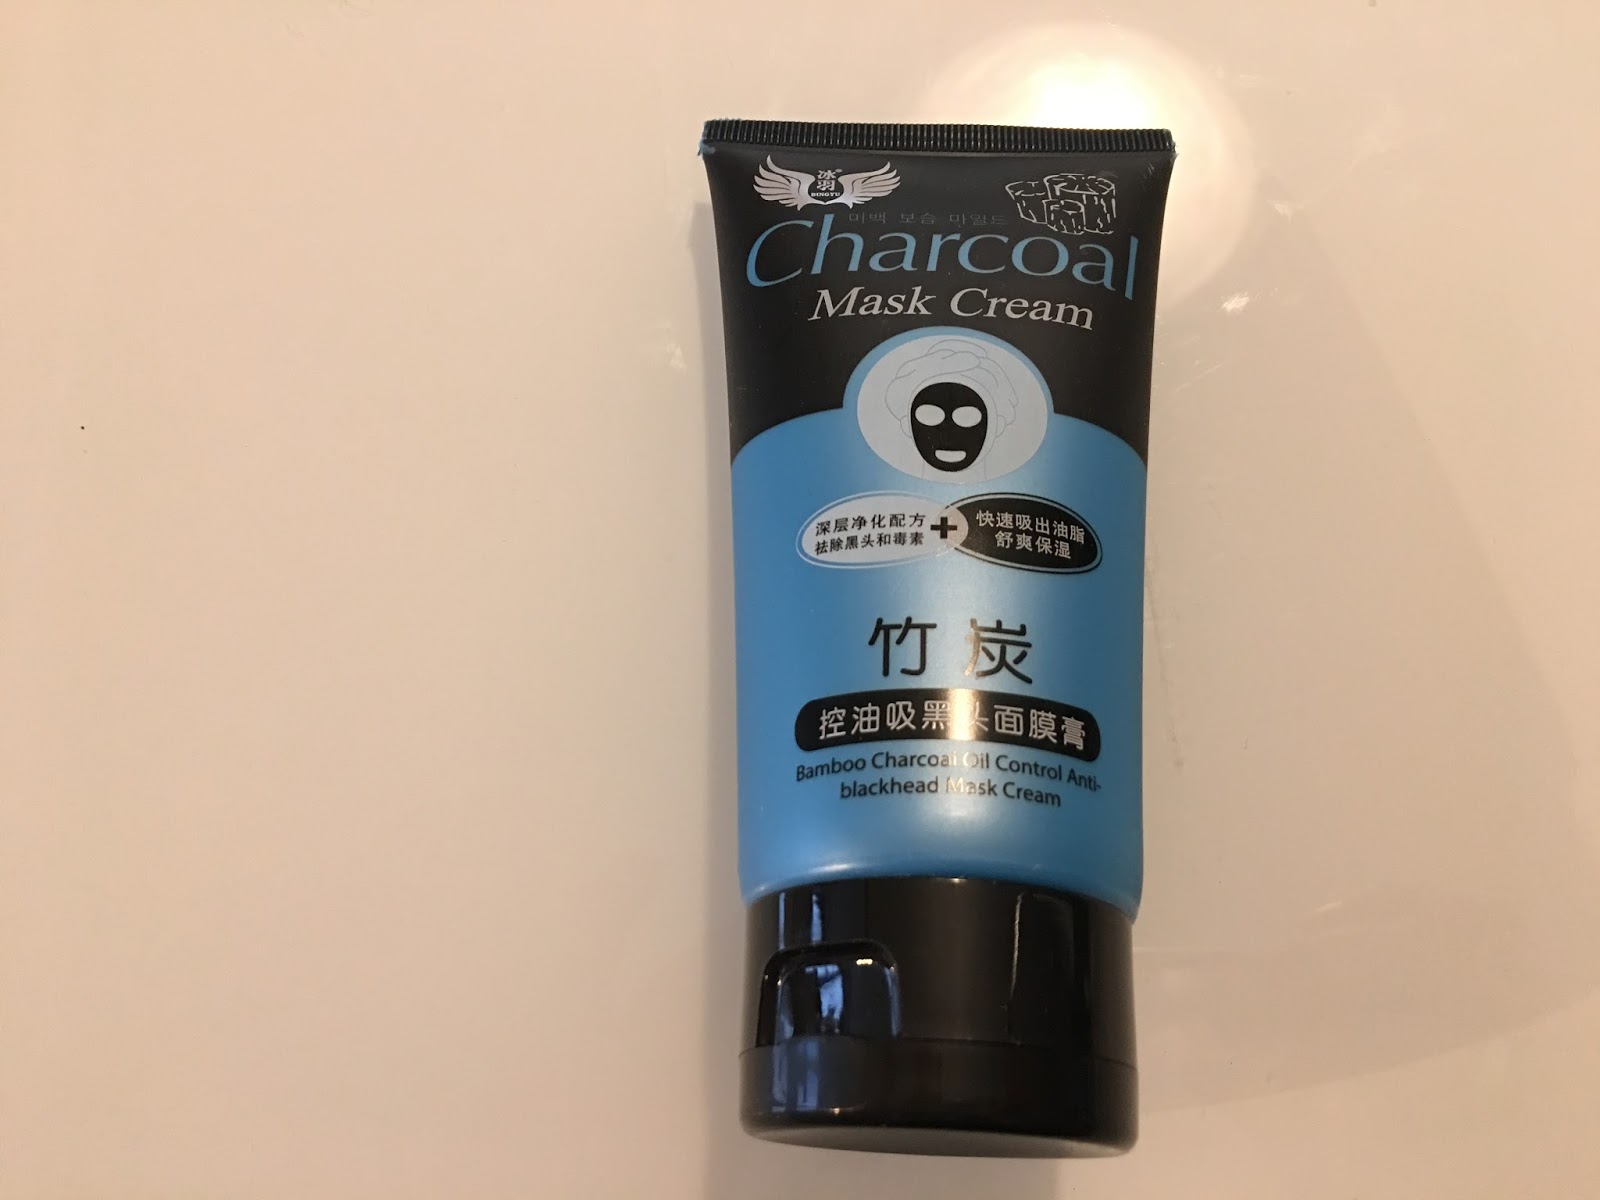 冰羽
BINGYU
미백 보습 마일드
Charcoal
Mask Cream
深层净化配方
祛除黑头和毒素
+
快速吸出油脂
舒爽保湿
竹炭
控油吸黑头面膜膏
Bamboo Charcoal Oil Control Anti-
blackhead Mask Cream